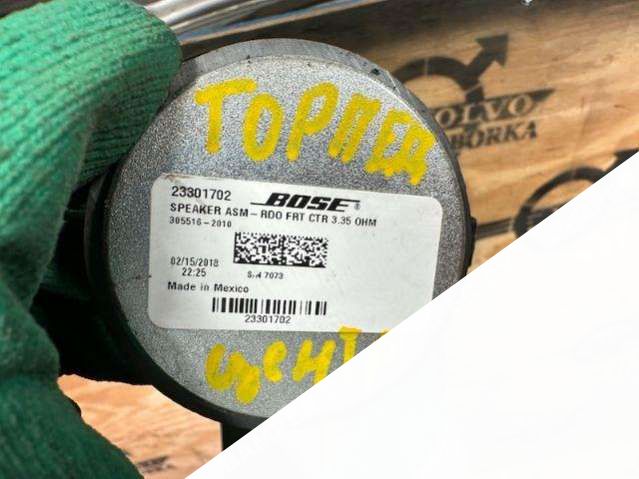 VOLVO
ТОРПЕД
23301702 BOSE®
SPEAKER ASM - RDO FRT CTR 3.35 OHM
305516-2010
02/15/2018
22:25
S/N 7073
Made in Mexico
23301702